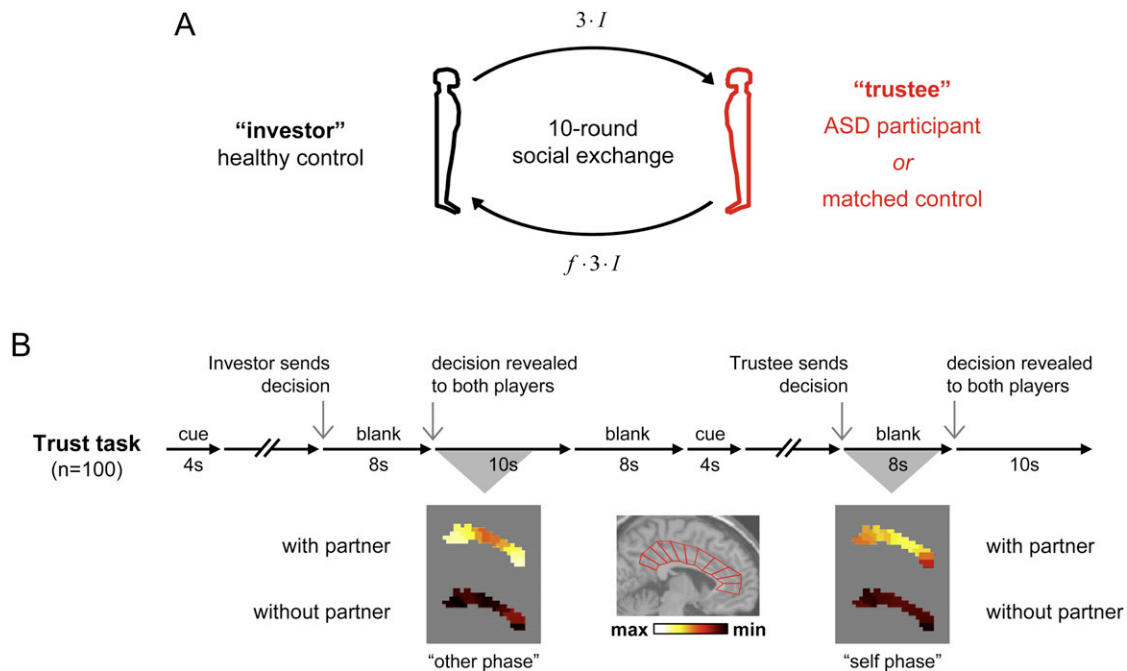 A
3 · I
"investor"
healthy control
10-round
social exchange
"trustee"
ASD participant
or
matched control
f · 3 · I
B
Investor sends
decision
decision revealed
to both players
Trustee sends
decision
decision revealed
to both players
Trust task
(n=100)
cue
4s
blank
8s
10s
blank
8s
cue
4s
blank
8s
10s
with partner
without partner
"other phase"
max
min
with partner
without partner
"self phase"